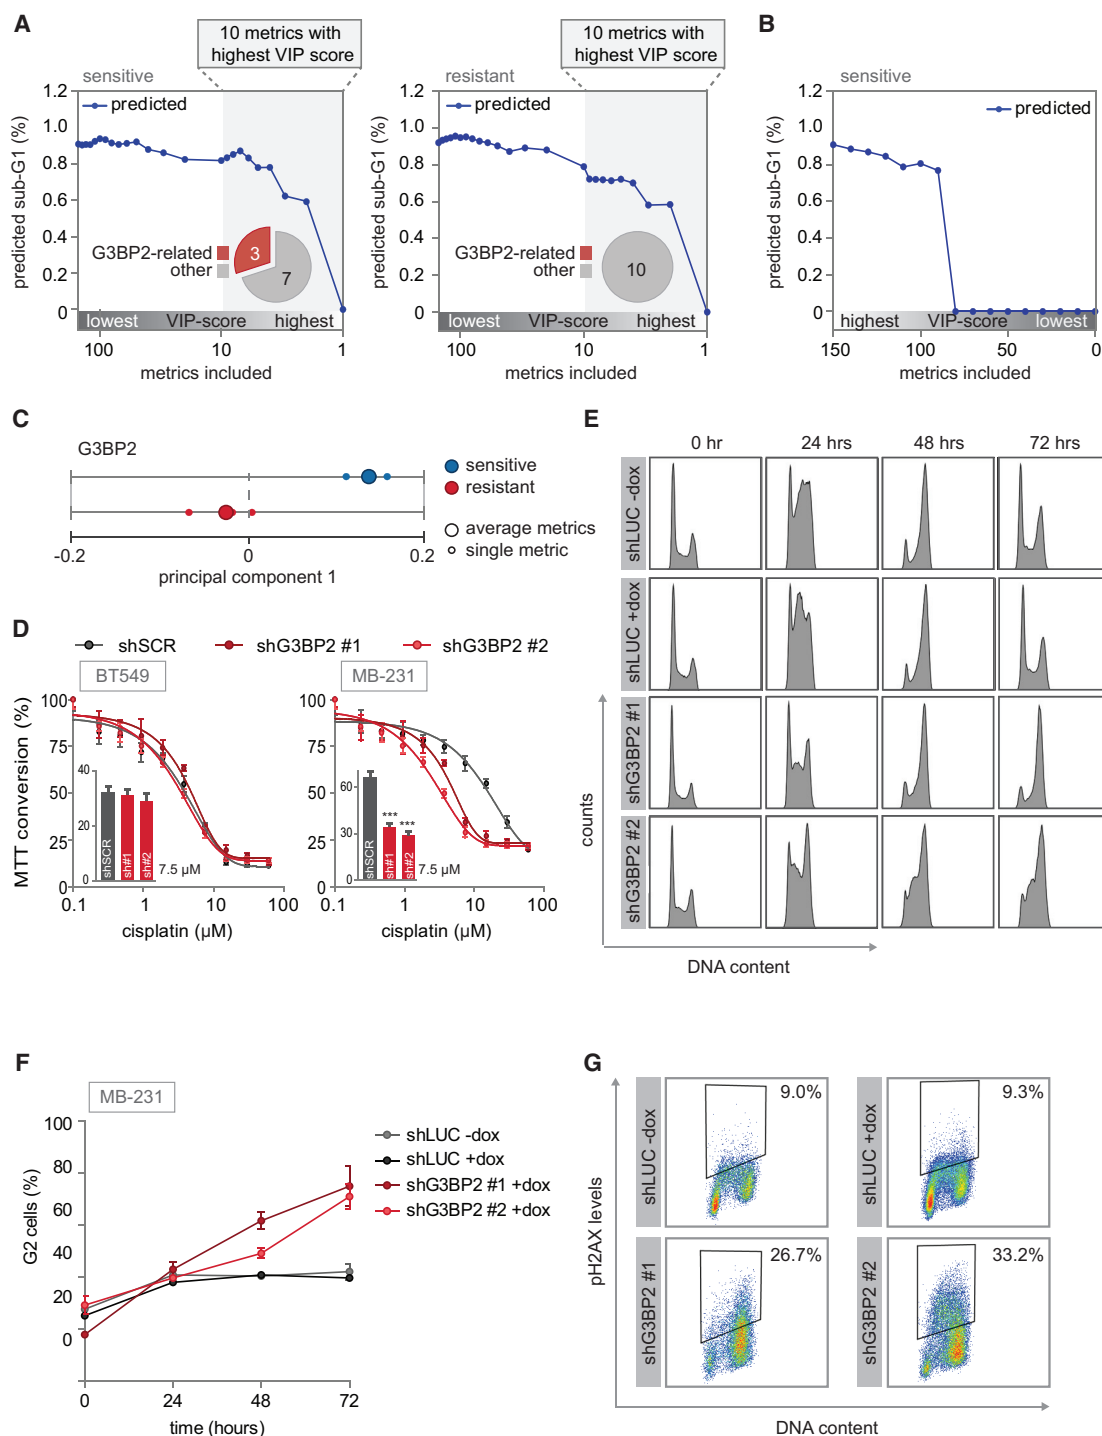 A
10 metrics with
highest VIP score
sensitive
predicted
predicted sub-G1 (%)
1.2
1.0
0.8
0.6
0.4
0.2
0
G3BP2-related
other
3
7
lowest VIP-score highest
100 10 1
metrics included
10 metrics with
highest VIP score
resistant
predicted
predicted sub-G1 (%)
1.2
1.0
0.8
0.6
0.4
0.2
0
G3BP2-related
other
10
lowest VIP-score highest
100 10 1
metrics included
B
sensitive
predicted
predicted sub-G1 (%)
1.2
1.0
0.8
0.6
0.4
0.2
0
highest VIP-score lowest
150 100 50 0
metrics included
C
G3BP2
sensitive
resistant
average metrics
single metric
-0.2 0 0.2
principal component 1
D
shSCR shG3BP2 #1 shG3BP2 #2
BT549
MTT conversion (%)
100
75
50
25
0
40
20
0
shSCR
sh#1
sh#2
7.5 µM
0.1 1 10 100
cisplatin (µM)
MB-231
100
75
50
25
0
60
30
0
*** ***
shSCR
sh#1
sh#2
7.5 µM
0.1 1 10 100
cisplatin (µM)
E
0 hr 24 hrs 48 hrs 72 hrs
shLUC -dox
shLUC +dox
shG3BP2 #1
shG3BP2 #2
counts
DNA content
F
MB-231
G2 cells (%)
100
80
60
40
20
0
shLUC -dox
shLUC +dox
shG3BP2 #1 +dox
shG3BP2 #2 +dox
0 24 48 72
time (hours)
G
pH2AX levels
shLUC -dox
9.0%
shLUC +dox
9.3%
shG3BP2 #1
26.7%
shG3BP2 #2
33.2%
DNA content